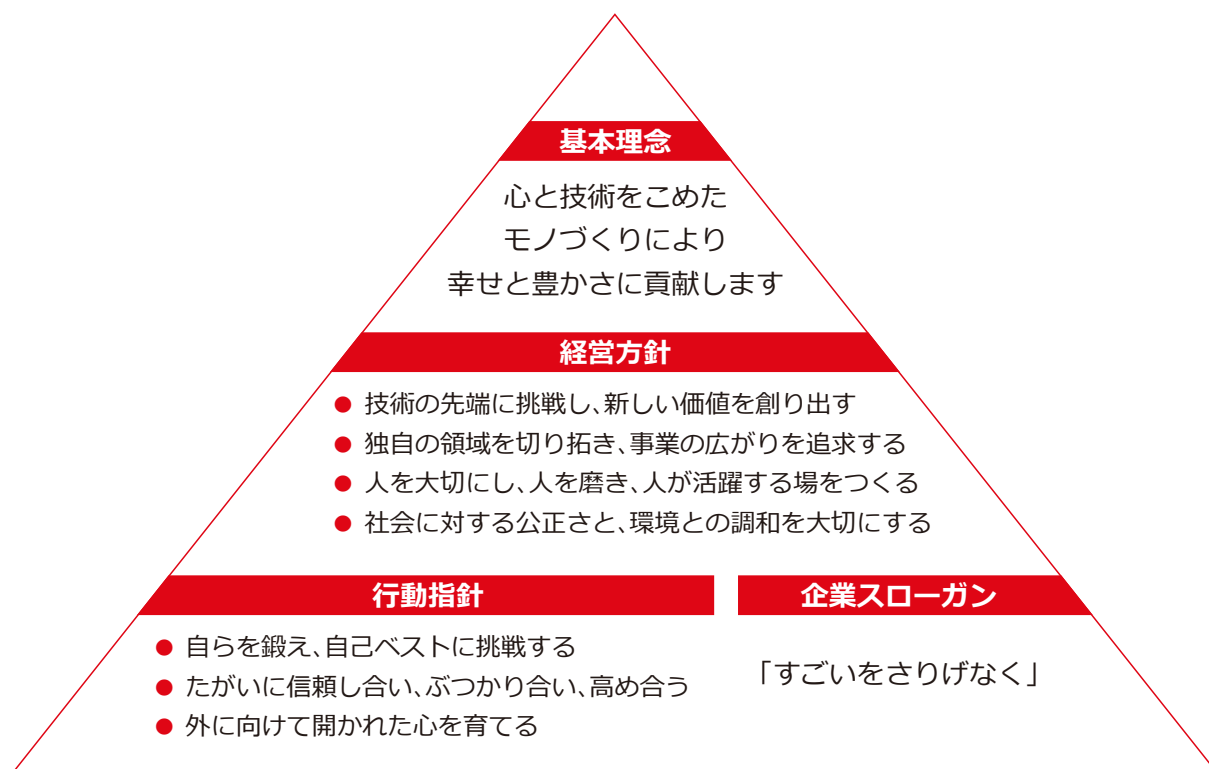 基本理念
心と技術をこめた
モノづくりにより
幸せと豊かさに貢献します
経営方針
● 技術の先端に挑戦し、新しい価値を創り出す
● 独自の領域を切り拓き、事業の広がりを追求する
● 人を大切にし、人を磨き、人が活躍する場をつくる
● 社会に対する公正さと、環境との調和を大切にする
行動指針
● 自らを鍛え、自己ベストに挑戦する
● たがいに信頼し合い、ぶつかり合い、高め合う
● 外に向けて開かれた心を育てる
企業スローガン
「すごいをさりげなく」